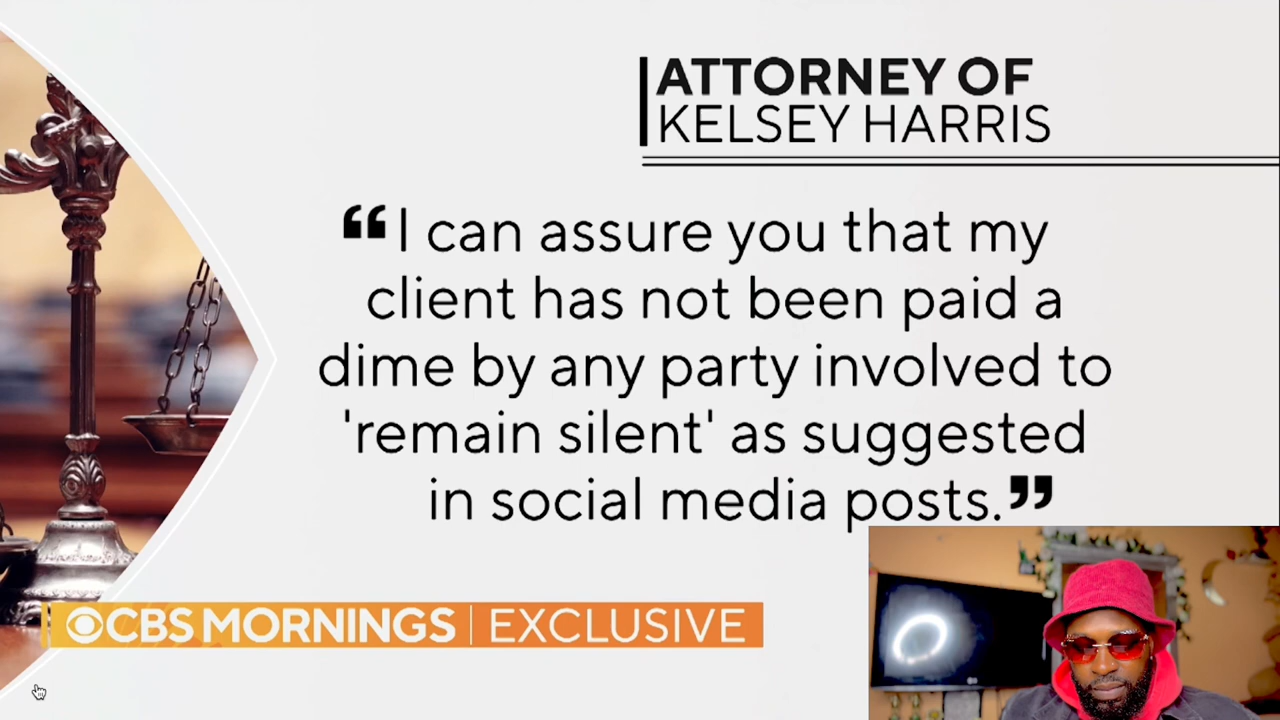 ATTORNEY OF
KELSEY HARRIS
“I can assure you that my
client has not been paid a
dime by any party involved to
'remain silent' as suggested
in social media posts.”
CBS MORNINGS | EXCLUSIVE